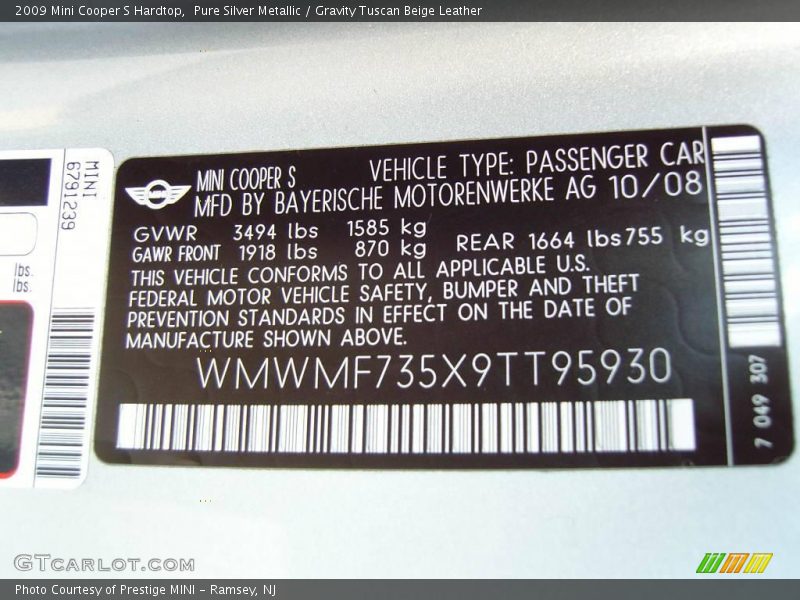 2009 Mini Cooper S Hardtop,  Pure Silver Metallic / Gravity Tuscan Beige Leather
MINI
6791239
lbs.
lbs.
MINI COOPER S VEHICLE TYPE: PASSENGER CAR
MFD BY BAYERISCHE MOTORENWERKE AG 10/08
GVWR 3494 lbs 1585 kg
GAWR FRONT 1918 lbs 870 kg REAR 1664 lbs 755 kg
THIS VEHICLE CONFORMS TO ALL APPLICABLE U.S.
FEDERAL MOTOR VEHICLE SAFETY, BUMPER AND THEFT
PREVENTION STANDARDS IN EFFECT ON THE DATE OF
MANUFACTURE SHOWN ABOVE.
WMWMF735X9TT95930
7 049 307
GTCARLOT.COM
Photo Courtesy of Prestige MINI - Ramsey, NJ